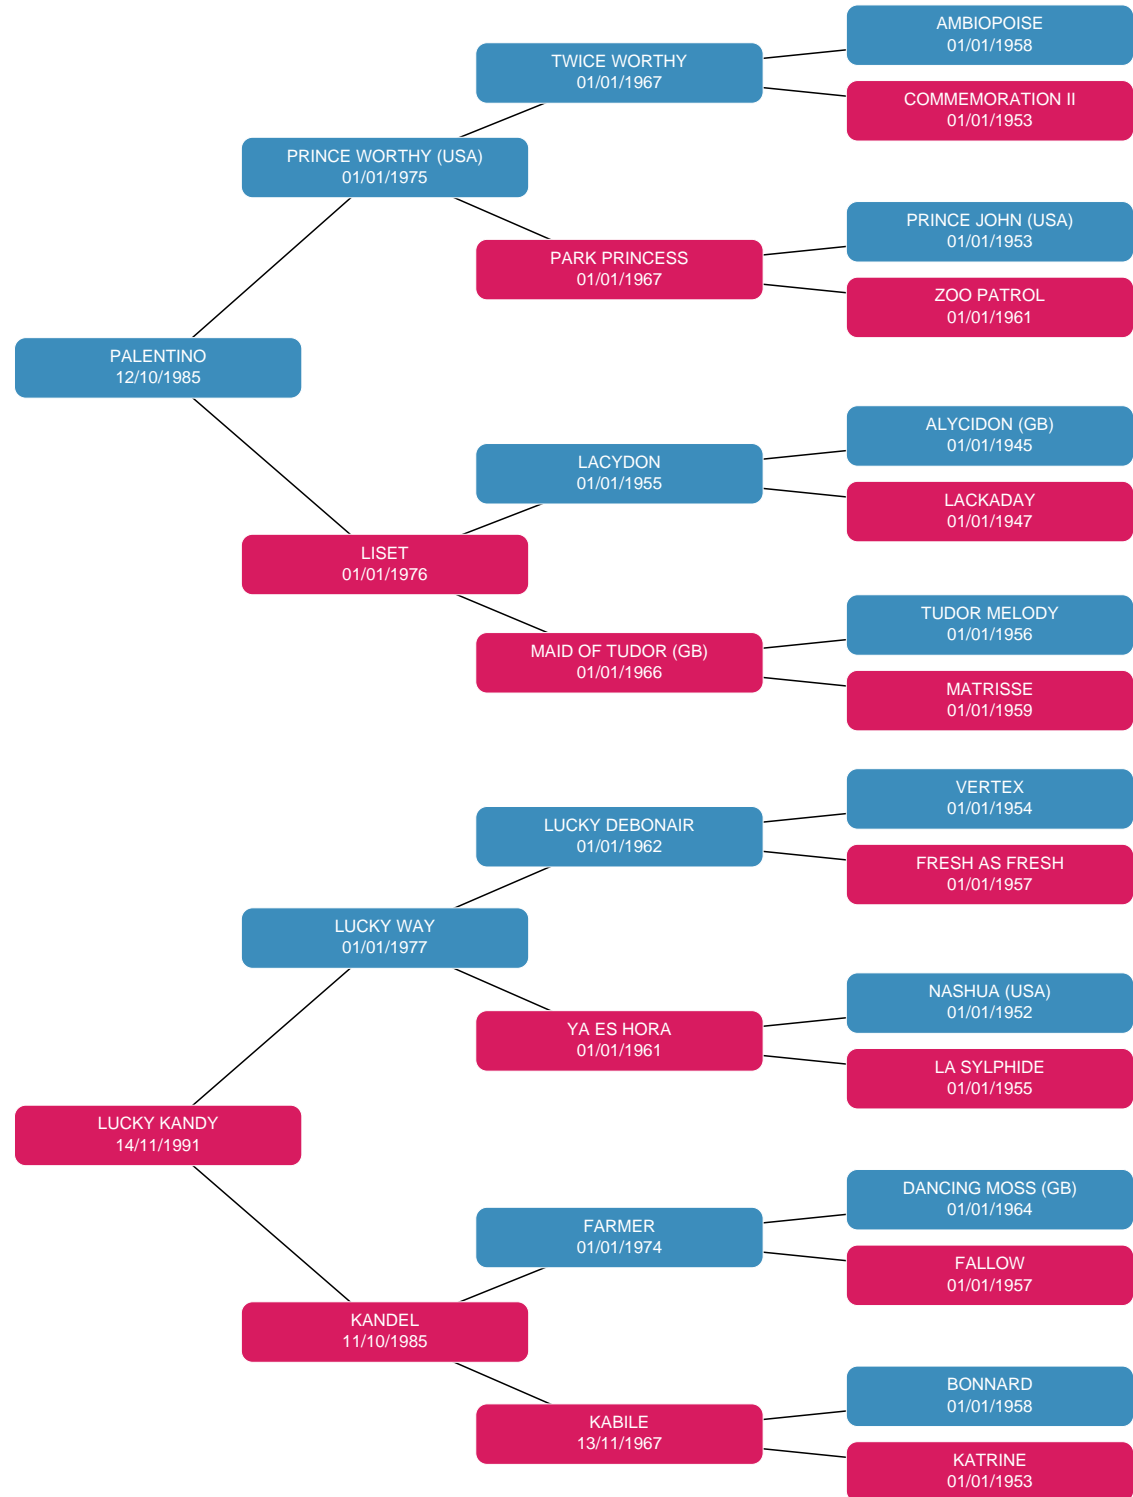 AMBIOPOISE
01/01/1958
TWICE WORTHY
01/01/1967
COMMEMORATION II
01/01/1953
PRINCE WORTHY (USA)
01/01/1975
PRINCE JOHN (USA)
01/01/1953
PARK PRINCESS
01/01/1967
ZOO PATROL
01/01/1961
PALENTINO
12/10/1985
ALYCIDON (GB)
01/01/1945
LACYDON
01/01/1955
LACKADAY
01/01/1947
LISET
01/01/1976
TUDOR MELODY
01/01/1956
MAID OF TUDOR (GB)
01/01/1966
MATRISSE
01/01/1959
VERTEX
01/01/1954
LUCKY DEBONAIR
01/01/1962
FRESH AS FRESH
01/01/1957
LUCKY WAY
01/01/1977
NASHUA (USA)
01/01/1952
YA ES HORA
01/01/1961
LA SYLPHIDE
01/01/1955
LUCKY KANDY
14/11/1991
DANCING MOSS (GB)
01/01/1964
FARMER
01/01/1974
FALLOW
01/01/1957
KANDEL
11/10/1985
BONNARD
01/01/1958
KABILE
13/11/1967
KATRINE
01/01/1953